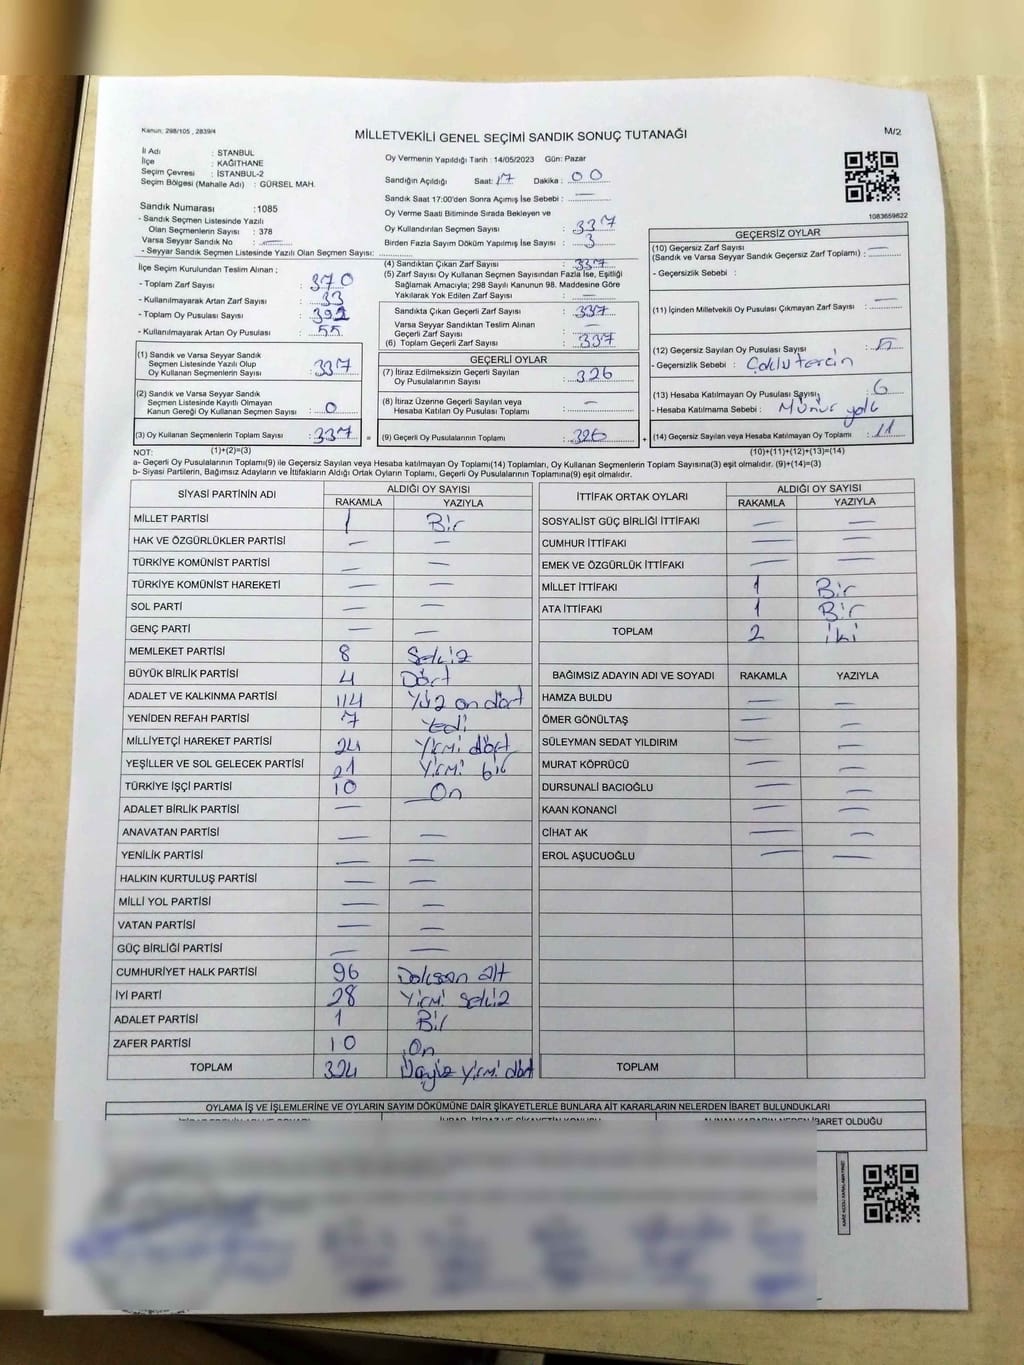 Kanun: 298/105 , 2839/4
MİLLETVEKİLİ GENEL SEÇİMİ SANDIK SONUÇ TUTANAĞI
M/2
İl Adı : STANBUL
İlçe : KAĞITHANE
Seçim Çevresi : İSTANBUL-2
Seçim Bölgesi (Mahalle Adı) : GÜRSEL MAH.
Sandık Numarası :1085
- Sandık Seçmen Listesinde Yazılı
Olan Seçmenlerin Sayısı : 378
Varsa Seyyar Sandık No : —
- Seyyar Sandık Seçmen Listesinde Yazılı Olan Seçmen Sayısı:
İlçe Seçim Kurulundan Teslim Alınan ;
- Toplam Zarf Sayısı : 370
- Kullanılmayarak Artan Zarf Sayısı : 33
- Toplam Oy Pusulası Sayısı : 392
- Kullanılmayarak Artan Oy Pusulası : 55
(1) Sandık ve Varsa Seyyar Sandık
Seçmen Listesinde Yazılı Olup
Oy Kullanan Seçmenlerin Sayısı : 337
(2) Sandık ve Varsa Seyyar Sandık
Seçmen Listesinde Kayıtlı Olmayan
Kanun Gereği Oy Kullanan Seçmen Sayısı : 0
(3) Oy Kullanan Seçmenlerin Toplam Sayısı : 337
Oy Vermenin Yapıldığı Tarih : 14/05/2023 Gün: Pazar
Sandığın Açıldığı Saat: 17 Dakika : 00
Sandık Saat 17:00'den Sonra Açımış İse Sebebi : —
Oy Verme Saati Bitiminde Sırada Bekleyen ve
Oy Kullandırılan Seçmen Sayısı : 337
Birden Fazla Sayım Döküm Yapılmış İse Sayısı : 3
(4) Sandıktan Çıkan Zarf Sayısı : 337
(5) Zarf Sayısı Oy Kullanan Seçmen Sayısından Fazla İse, Eşitliği
Sağlamak Amacıyla; 298 Sayılı Kanunun 98. Maddesine Göre
Yakılarak Yok Edilen Zarf Sayısı : —
Sandıkta Çıkan Geçerli Zarf Sayısı : 337
Varsa Seyyar Sandıktan Teslim Alınan
Geçerli Zarf Sayısı : —
(6) Toplam Geçerli Zarf Sayısı : 337
GEÇERLİ OYLAR
(7) İtiraz Edilmeksizin Geçerli Sayılan
Oy Pusulalarının Sayısı : 326
(8) İtiraz Üzerine Geçerli Sayılan veya
Hesaba Katılan Oy Pusulası Toplamı : —
= (9) Geçerli Oy Pusulalarının Toplamı : 326
1083659622
GEÇERSİZ OYLAR
(10) Geçersiz Zarf Sayısı
(Sandık ve Varsa Seyyar Sandık Geçersiz Zarf Toplamı) : —
- Geçersizlik Sebebi :
(11) İçinden Milletvekili Oy Pusulası Çıkmayan Zarf Sayısı : —
(12) Geçersiz Sayılan Oy Pusulası Sayısı : 5
- Geçersizlik Sebebi : Çoklu tercin
(13) Hesaba Katılmayan Oy Pusulası Sayısı : 6
- Hesaba Katılmama Sebebi : Mühür yok
+ (14) Geçersiz Sayılan veya Hesaba Katılmayan Oy Toplamı : 11
NOT: (1)+(2)=(3) (10)+(11)+(12)+(13)=(14)
a- Geçerli Oy Pusulalarının Toplamı(9) ile Geçersiz Sayılan veya Hesaba katılmayan Oy Toplamı(14) Toplamları, Oy Kullanan Seçmenlerin Toplam Sayısına(3) eşit olmalıdır. (9)+(14)=(3)
b- Siyasi Partilerin, Bağımsız Adayların ve İttifakların Aldığı Ortak Oyların Toplamı, Geçerli Oy Pusulalarının Toplamına(9) eşit olmalıdır.
SİYASİ PARTİNİN ADI ALDIĞI OY SAYISI
RAKAMLA YAZIYLA
MİLLET PARTİSİ 1 Bir
HAK VE ÖZGÜRLÜKLER PARTİSİ — —
TÜRKİYE KOMÜNİST PARTİSİ — —
TÜRKİYE KOMÜNİST HAREKETİ — —
SOL PARTİ — —
GENÇ PARTİ — —
MEMLEKET PARTİSİ 8 Sekiz
BÜYÜK BİRLİK PARTİSİ 4 Dört
ADALET VE KALKINMA PARTİSİ 114 Yüz on dört
YENİDEN REFAH PARTİSİ 7 Yedi
MİLLİYETÇİ HAREKET PARTİSİ 24 Yirmi dört
YEŞİLLER VE SOL GELECEK PARTİSİ 21 Yirmi bir
TÜRKİYE İŞÇİ PARTİSİ 10 On
ADALET BİRLİK PARTİSİ —
ANAVATAN PARTİSİ — —
YENİLİK PARTİSİ — —
HALKIN KURTULUŞ PARTİSİ — —
MİLLİ YOL PARTİSİ — —
VATAN PARTİSİ — —
GÜÇ BİRLİĞİ PARTİSİ — —
CUMHURİYET HALK PARTİSİ 96 Doksan altı
İYİ PARTİ 28 Yirmi sekiz
ADALET PARTİSİ 1 Bir
ZAFER PARTİSİ 10 On
TOPLAM 324 Üçyüz Yirmi dört
İTTİFAK ORTAK OYLARI ALDIĞI OY SAYISI
RAKAMLA YAZIYLA
SOSYALİST GÜÇ BİRLİĞİ İTTİFAKI — —
CUMHUR İTTİFAKI — —
EMEK VE ÖZGÜRLÜK İTTİFAKI — —
MİLLET İTTİFAKI 1 Bir
ATA İTTİFAKI 1 Bir
TOPLAM 2 iki
BAĞIMSIZ ADAYIN ADI VE SOYADI RAKAMLA YAZIYLA
HAMZA BULDU — —
ÖMER GÖNÜLTAŞ — —
SÜLEYMAN SEDAT YILDIRIM — —
MURAT KÖPRÜCÜ — —
DURSUNALİ BACIOĞLU — —
KAAN KONANCİ — —
CİHAT AK — —
EROL AŞUCUOĞLU — —
TOPLAM
OYLAMA İŞ VE İŞLEMLERİNE VE OYLARIN SAYIM DÖKÜMÜNE DAİR ŞİKAYETLERLE BUNLARA AİT KARARLARIN NELERDEN İBARET BULUNDUKLARI
ALINAN KARARIN NEDEN İBARET OLDUĞU